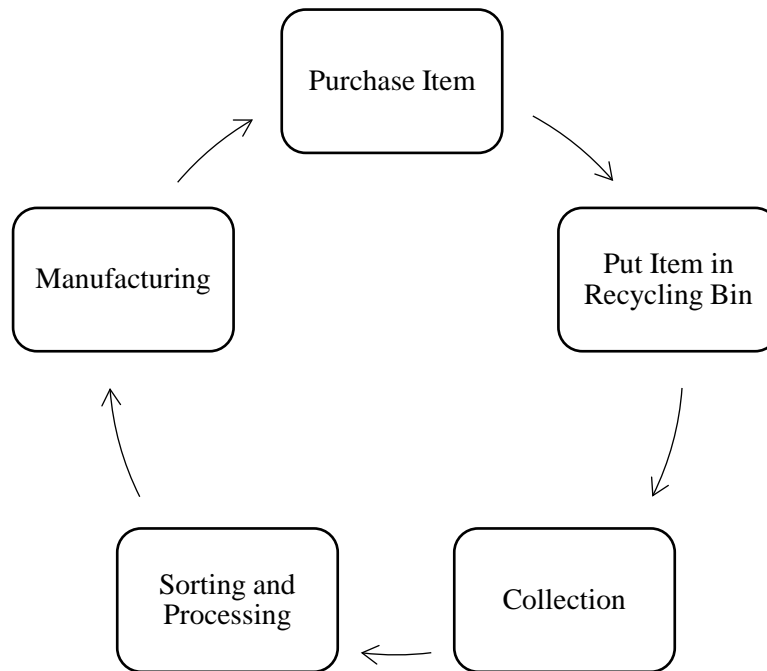 Purchase Item
Put Item in
Recycling Bin
Collection
Sorting and
Processing
Manufacturing